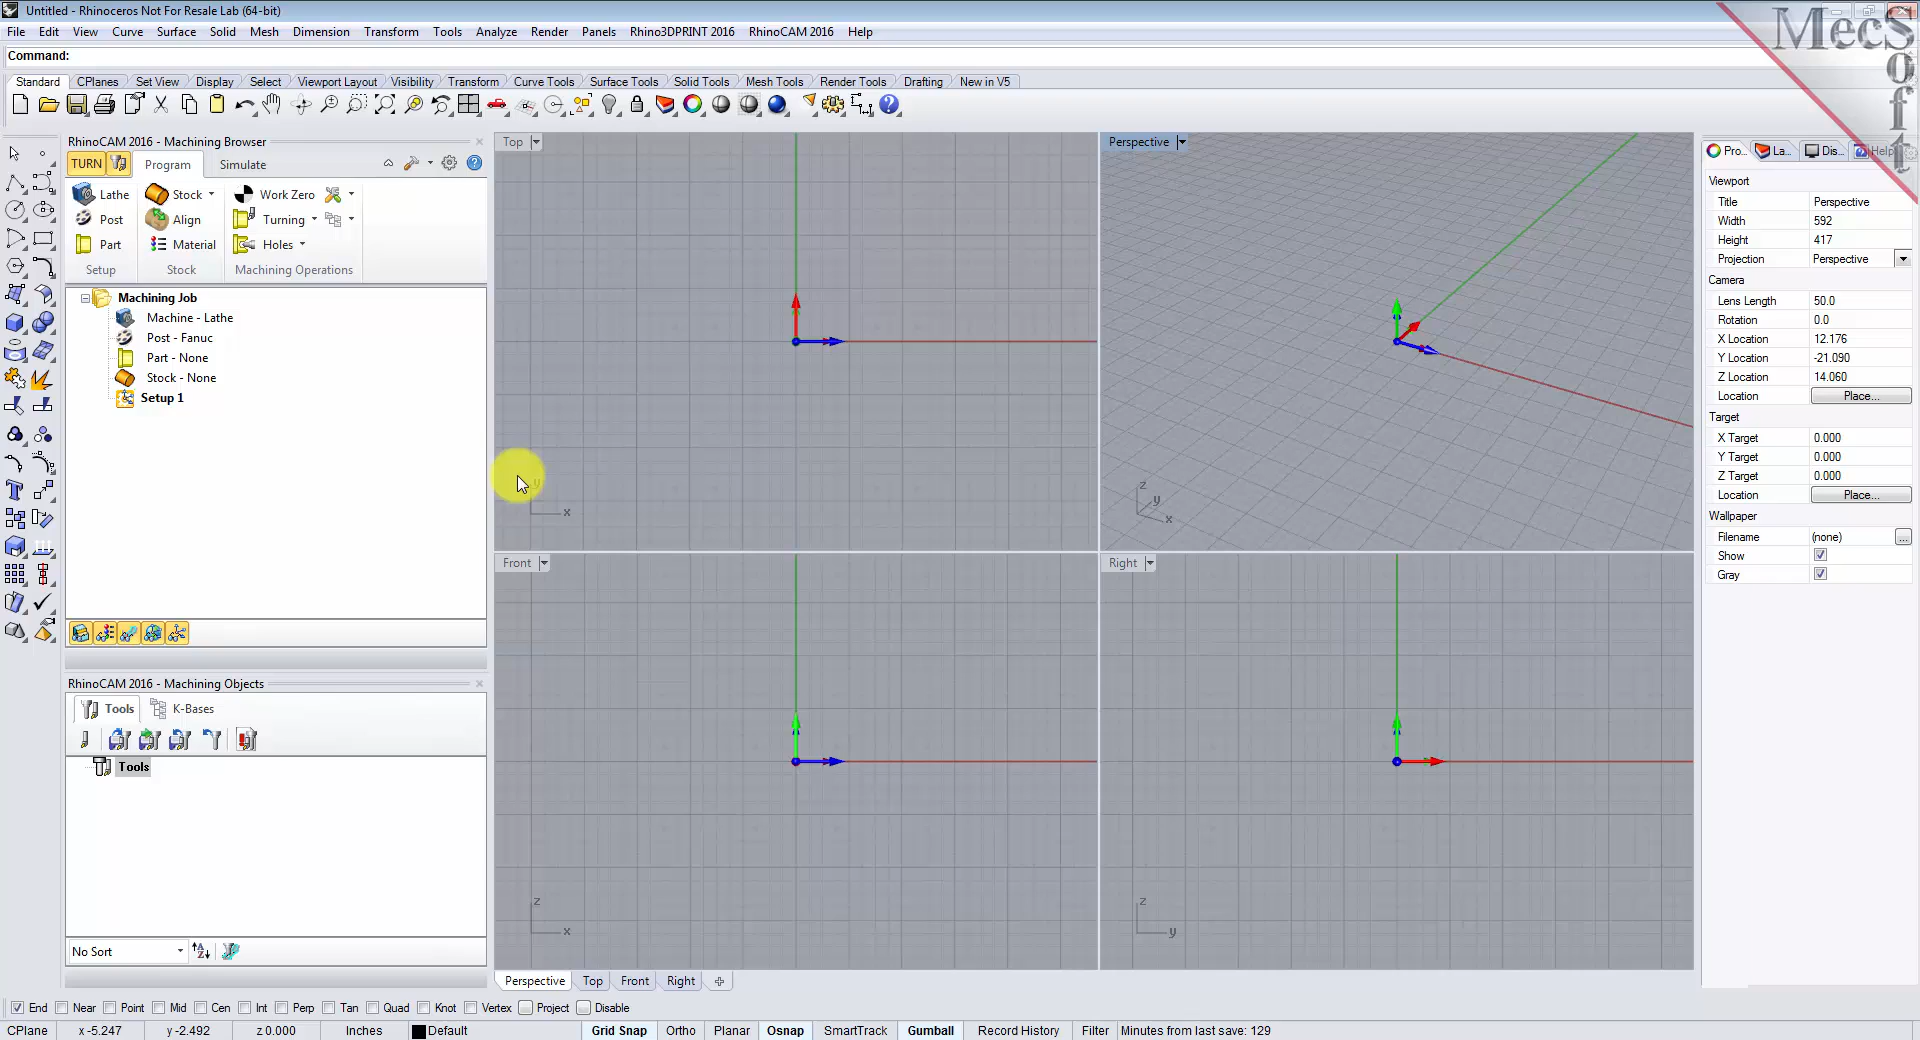 Untitled - Rhinoceros Not For Resale Lab (64-bit)
MecSoft
File Edit View Curve Surface Solid Mesh Dimension Transform Tools Analyze Render Panels Rhino3DPRINT 2016 RhinoCAM 2016 Help
Command:
Standard CPlanes Set View Display Select Viewport Layout Visibility Transform Curve Tools Surface Tools Solid Tools Mesh Tools Render Tools Drafting New in V5
RhinoCAM 2016 - Machining Browser
TURN Program Simulate
Lathe Stock Work Zero
Post Align Turning
Part Material Holes
Setup Stock Machining Operations
Machining Job
Machine - Lathe
Post - Fanuc
Part - None
Stock - None
Setup 1
RhinoCAM 2016 - Machining Objects
Tools K-Bases
Tools
No Sort
Top
y
x
Perspective
z
y
x
Front
z
x
Right
z
y
Perspective Top Front Right
Pro... La... Dis... Help
Viewport
Title Perspective
Width 592
Height 417
Projection Perspective
Camera
Lens Length 50.0
Rotation 0.0
X Location 12.176
Y Location -21.090
Z Location 14.060
Location Place...
Target
X Target 0.000
Y Target 0.000
Z Target 0.000
Location Place...
Wallpaper
Filename (none) ...
Show
Gray
End Near Point Mid Cen Int Perp Tan Quad Knot Vertex Project Disable
CPlane x -5.247 y -2.492 z 0.000 Inches Default Grid Snap Ortho Planar Osnap SmartTrack Gumball Record History Filter Minutes from last save: 129